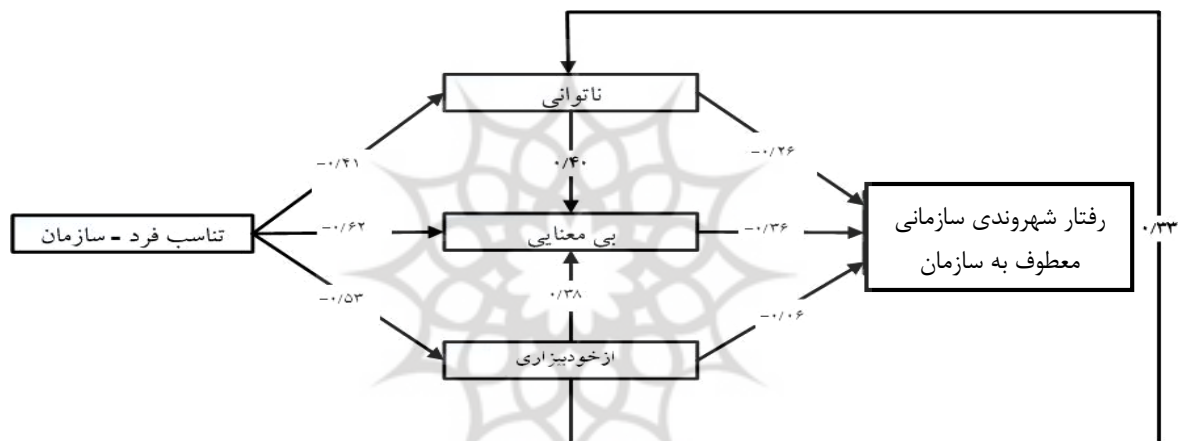 ناتوانی
-۰/۴۱
۰/۴۰
-۰/۲۶
تناسب فرد - سازمان
-۰/۶۲
بی معنایی
-۰/۳۶
رفتار شهروندی سازمانی
معطوف به سازمان
۰/۳۳
-۰/۵۳
۰/۳۸
-۰/۰۶
ازخودبیزاری